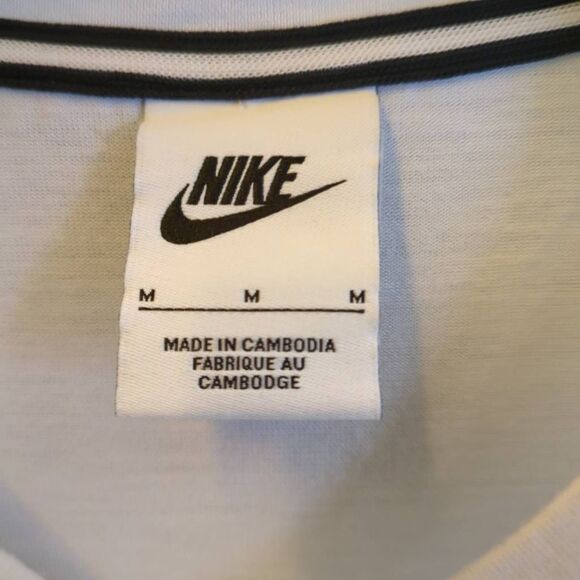 NIKE
M M M
MADE IN CAMBODIA
FABRIQUE AU
CAMBODGE